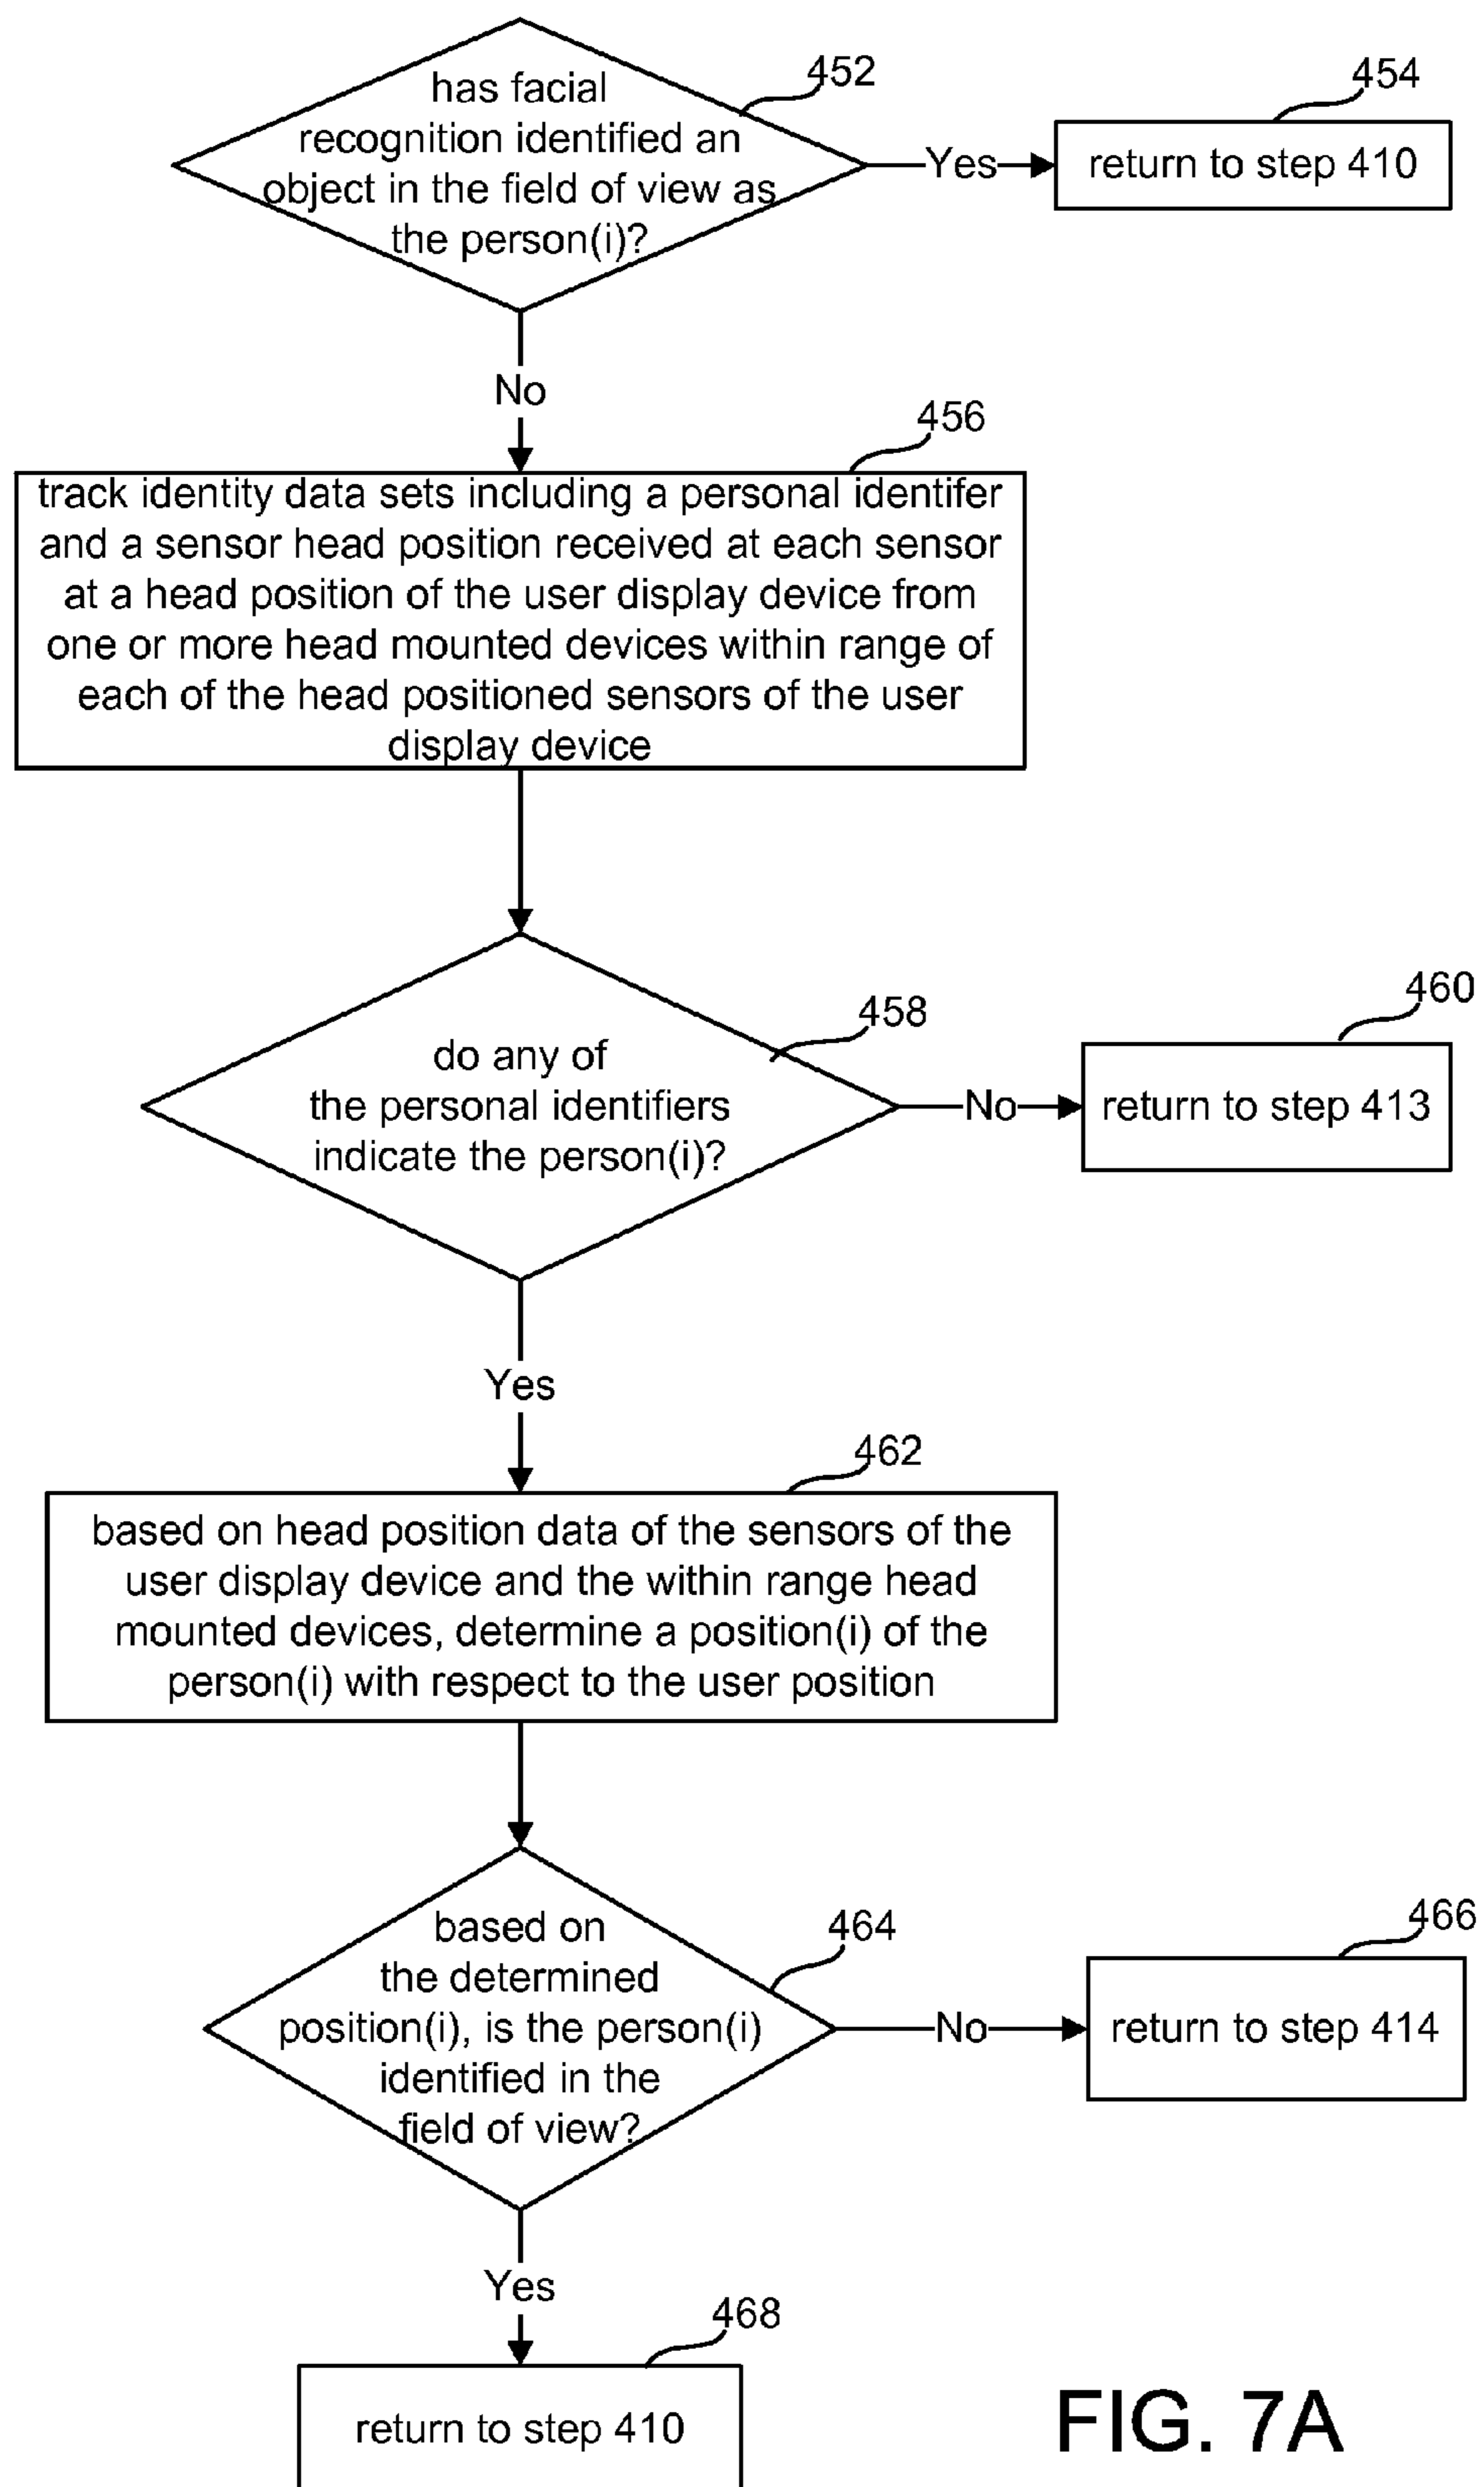 452
has facial
recognition identified an
object in the field of view as
the person(i)?
Yes
454
return to step 410
No
456
track identity data sets including a personal identifer
and a sensor head position received at each sensor
at a head position of the user display device from
one or more head mounted devices within range of
each of the head positioned sensors of the user
display device
458
do any of
the personal identifiers
indicate the person(i)?
No
460
return to step 413
Yes
462
based on head position data of the sensors of the
user display device and the within range head
mounted devices, determine a position(i) of the
person(i) with respect to the user position
464
based on
the determined
position(i), is the person(i)
identified in the
field of view?
No
466
return to step 414
Yes
468
return to step 410
FIG. 7A